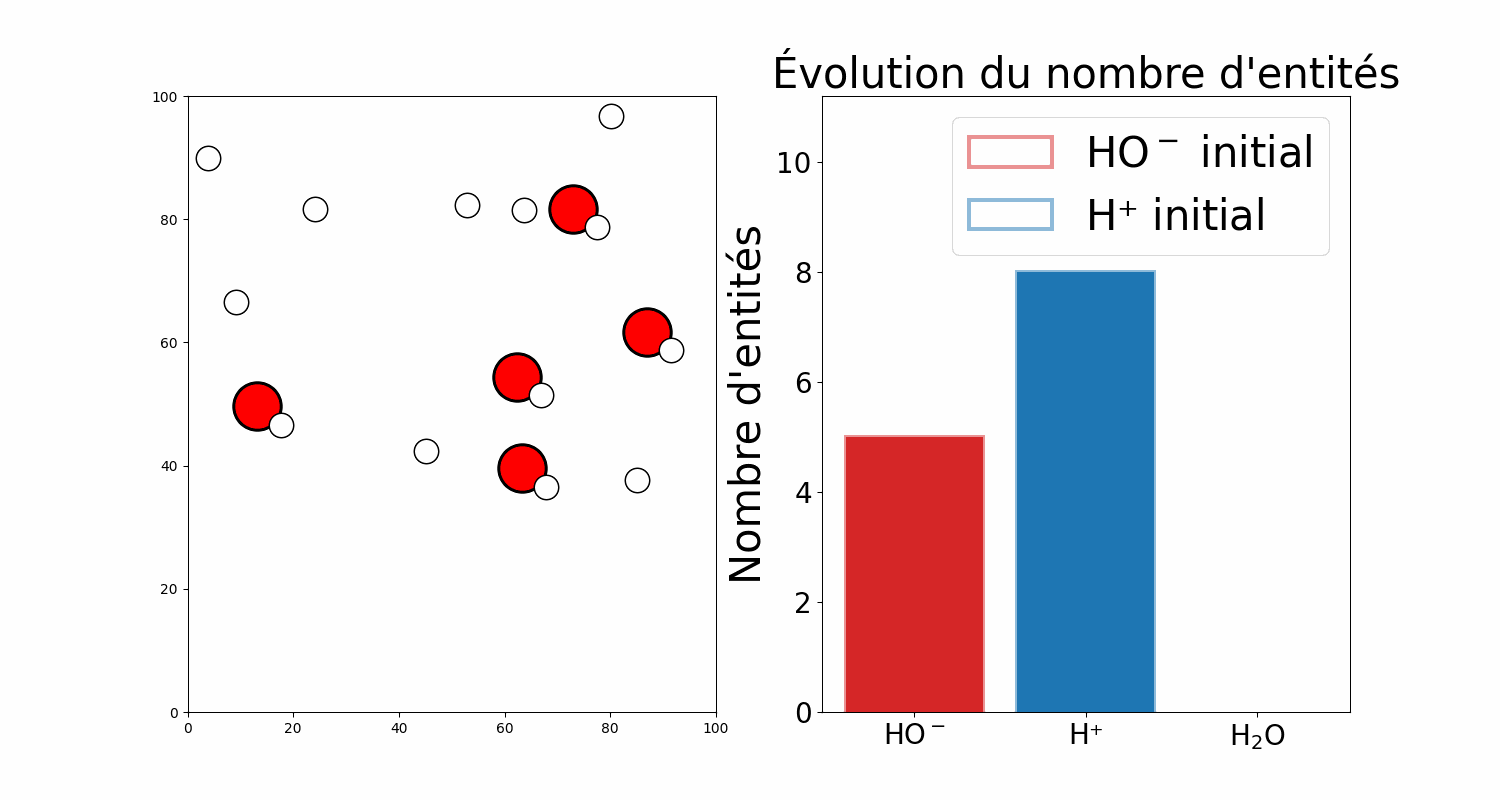 Évolution du nombre d'entités
100
80
60
40
20
0
0 20 40 60 80 100
Nombre d'entités
10
8
6
4
2
0
HO⁻ initial
H⁺ initial
HO⁻ H⁺ H₂O